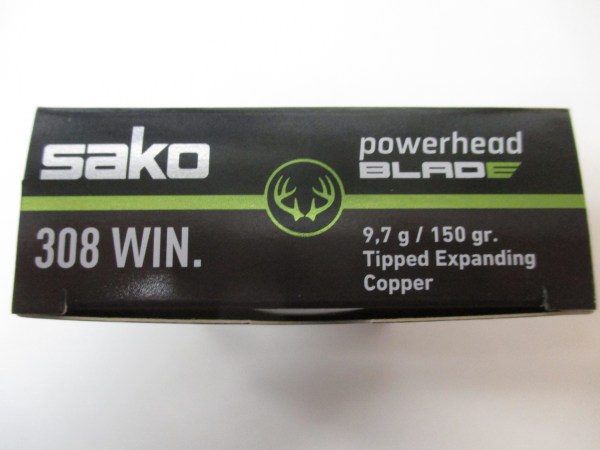 sako
powerhead
BLADE
308 WIN.
9,7 g / 150 gr.
Tipped Expanding
Copper